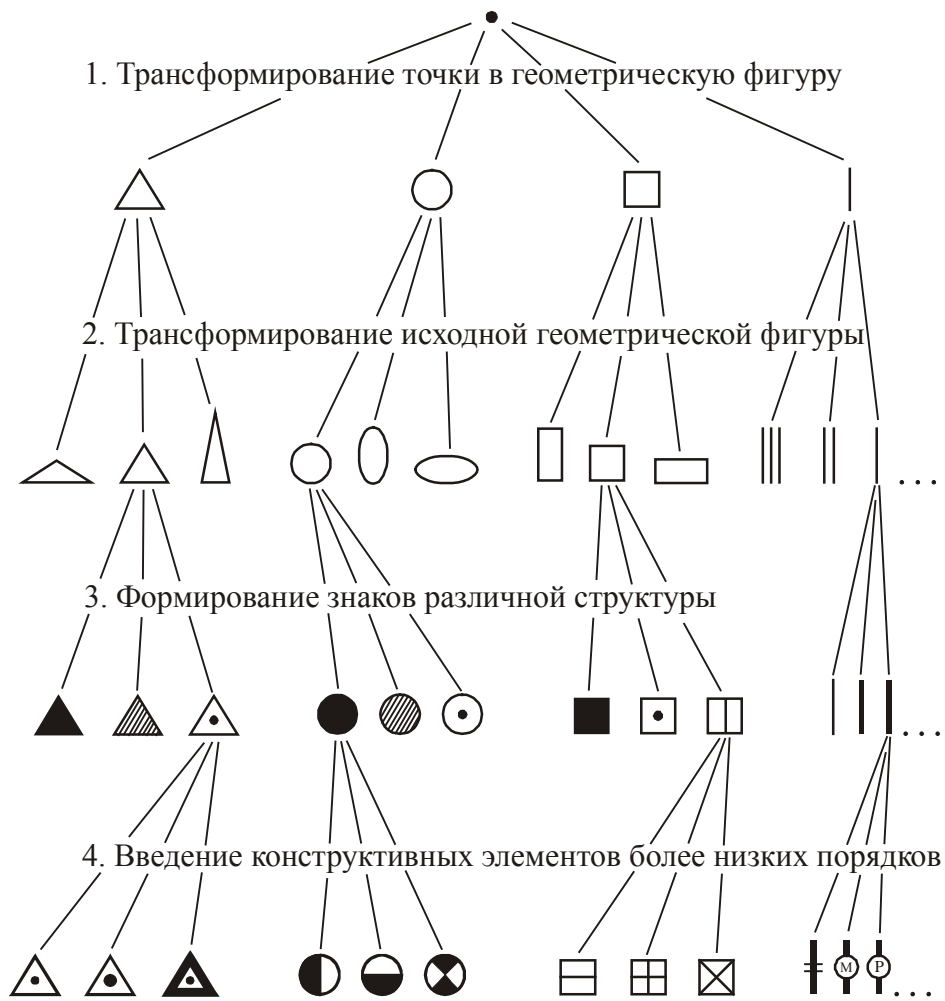 1. Трансформирование точки в геометрическую фигуру
2. Трансформирование исходной геометрической фигуры
. . .
3. Формирование знаков различной структуры
. . .
4. Введение конструктивных элементов более низких порядков
М Р
. . .